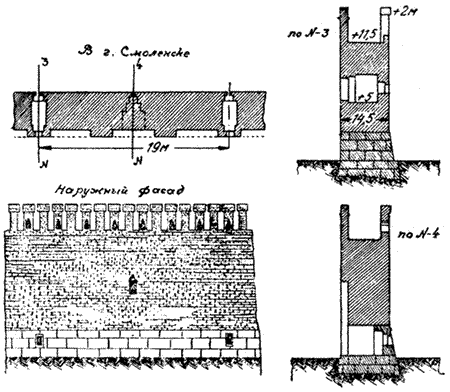 В г. Смоленске
3
4
N
N
19м
Наружный фасад
по N-3
+2м
+11,5
+5
14,5
по N-4